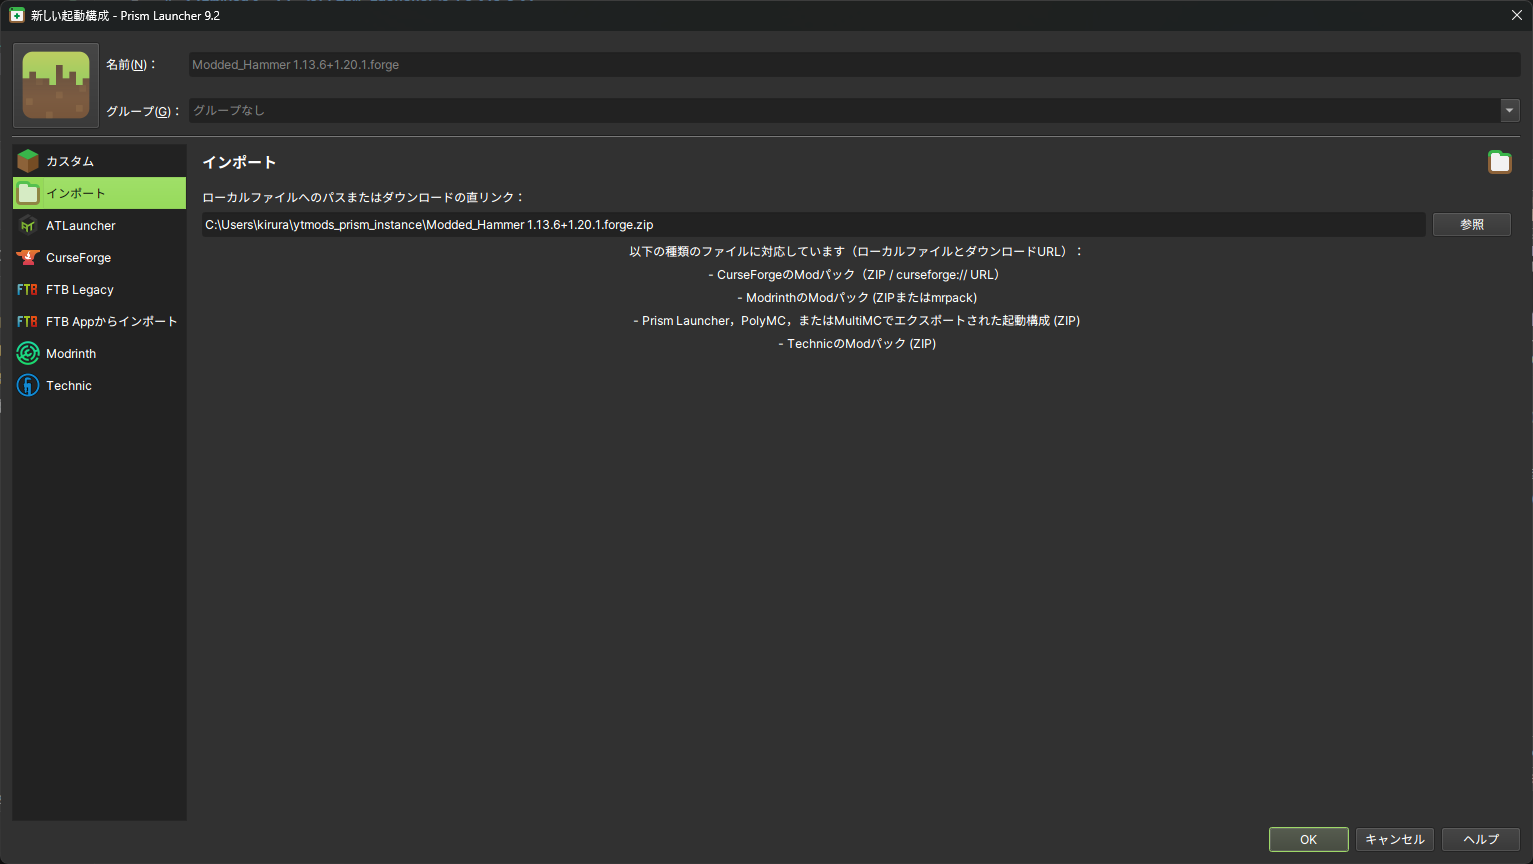 新しい起動構成 - Prism Launcher 9.2
名前(N)：
Modded_Hammer 1.13.6+1.20.1.forge
グループ(G)：
グループなし
カスタム
インポート
ATLauncher
CurseForge
FTB Legacy
FTB Appからインポート
Modrinth
Technic
インポート
ローカルファイルへのパスまたはダウンロードの直リンク：
C:\Users\kirura\ytmods_prism_instance\Modded_Hammer 1.13.6+1.20.1.forge.zip
参照
以下の種類のファイルに対応しています（ローカルファイルとダウンロードURL）：
- CurseForgeのModパック（ZIP / curseforge:// URL）
- ModrinthのModパック (ZIPまたはmrpack)
- Prism Launcher，PolyMC，またはMultiMCでエクスポートされた起動構成 (ZIP)
- TechnicのModパック (ZIP)
OK
キャンセル
ヘルプ